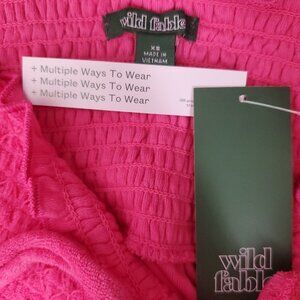 wild fable
XS
MADE IN
VIETNAM
+ Multiple Ways To Wear
+ Multiple Ways To Wear
+ Multiple Ways To Wear
wild
fable